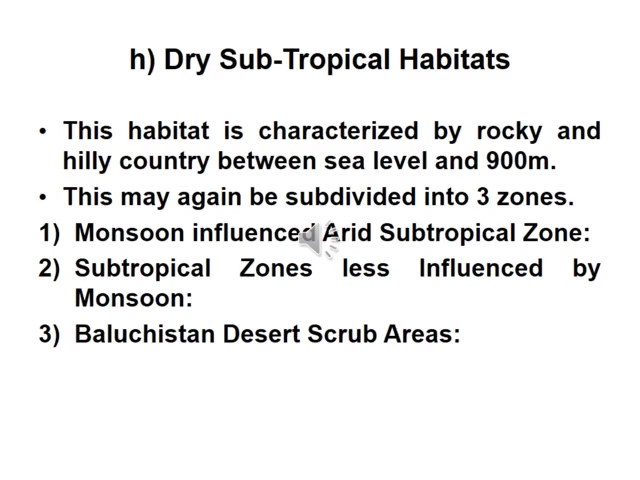 h) Dry Sub-Tropical Habitats
• This habitat is characterized by rocky and
hilly country between sea level and 900m.
• This may again be subdivided into 3 zones.
1) Monsoon influenced Arid Subtropical Zone:
2) Subtropical Zones less Influenced by
Monsoon:
3) Baluchistan Desert Scrub Areas: